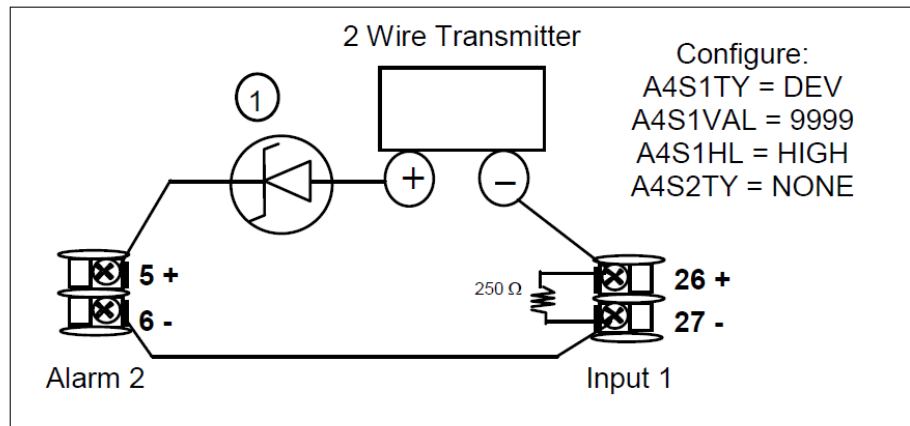 2 Wire Transmitter
Configure:
A4S1TY = DEV
A4S1VAL = 9999
A4S1HL = HIGH
A4S2TY = NONE
1
+
−
5 +
6 -
250 Ω
26 +
27 -
Alarm 2
Input 1